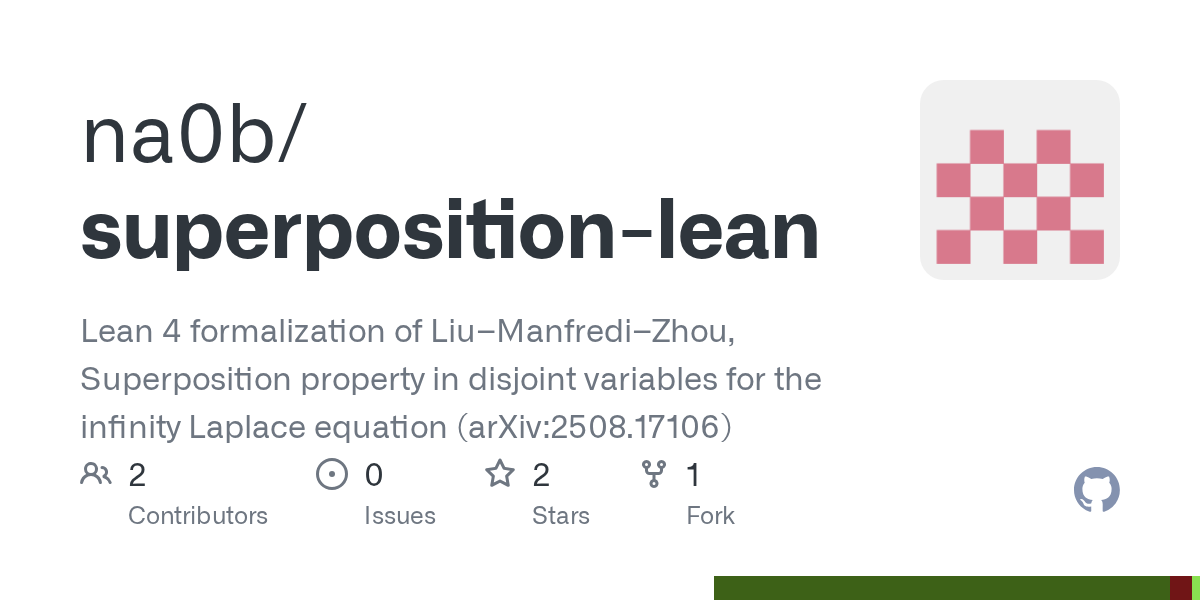 na0b/
superposition-lean
Lean 4 formalization of Liu–Manfredi–Zhou,
Superposition property in disjoint variables for the
infinity Laplace equation (arXiv:2508.17106)
2 0 2 1
Contributors Issues Stars Fork